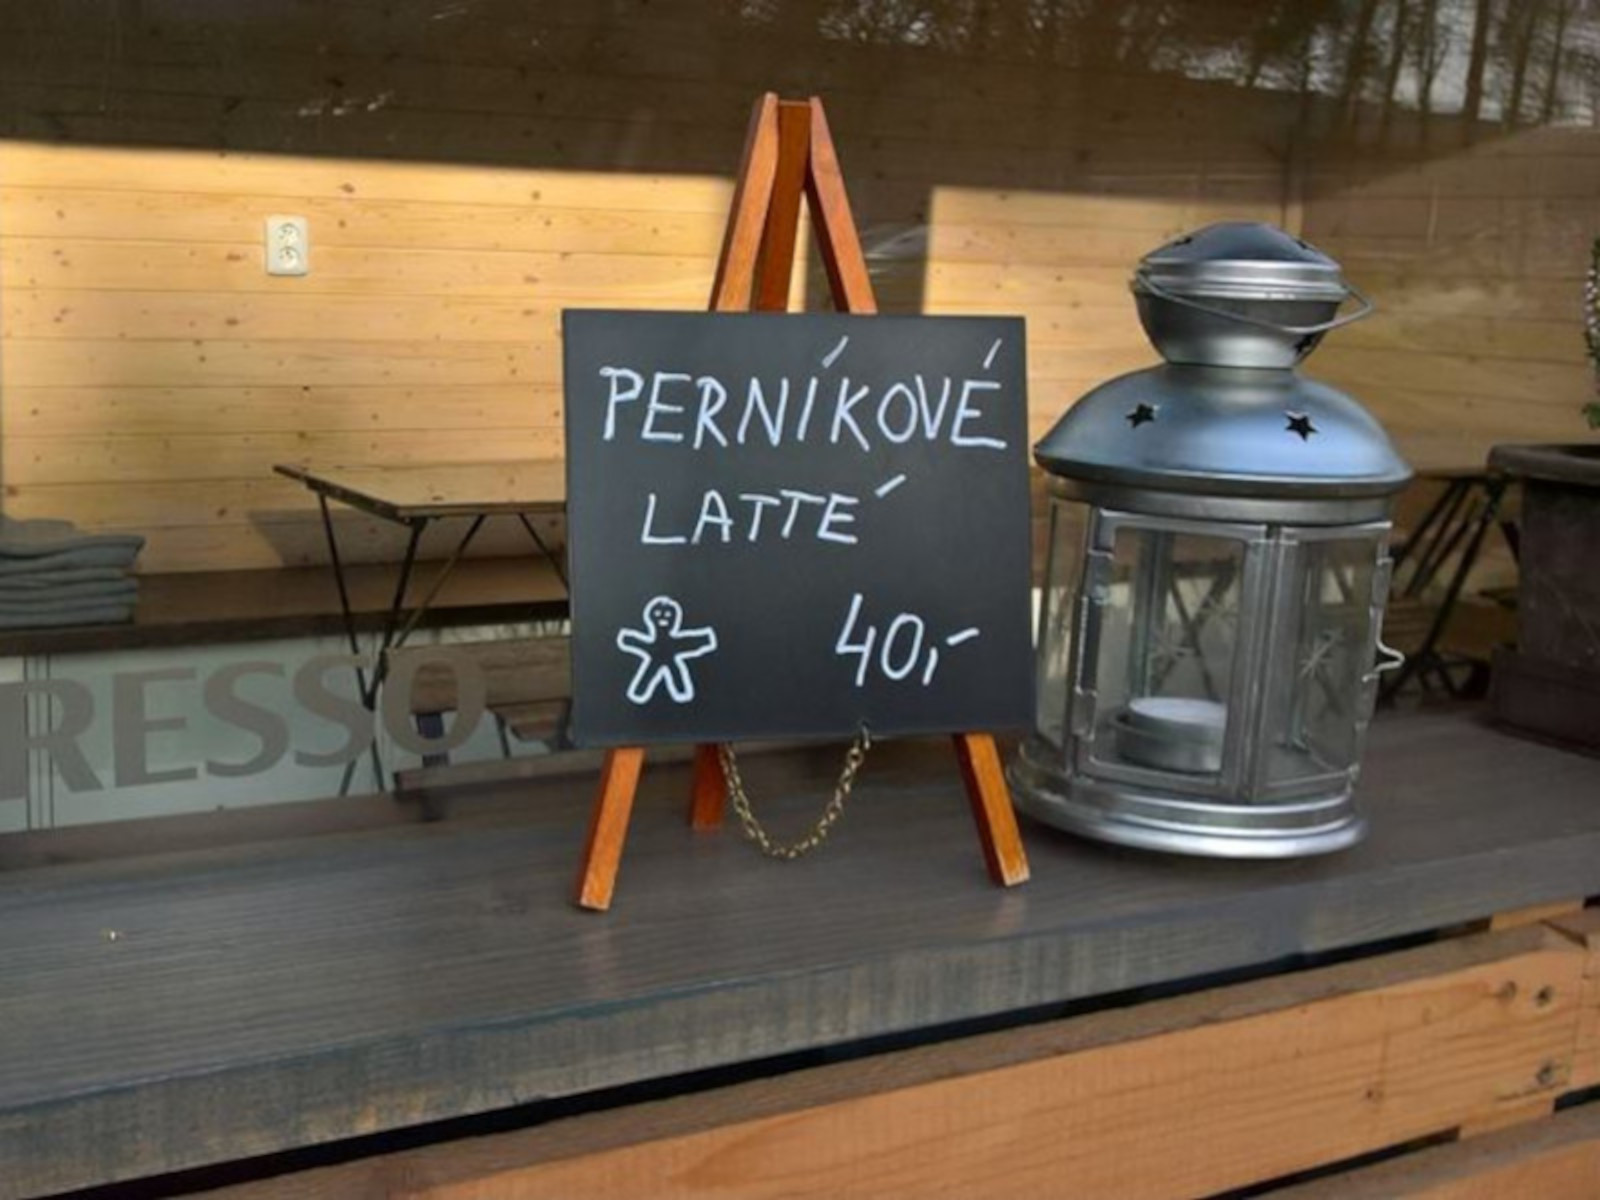 PERNÍKOVÉ
LATTÉ
40,-
RESSO